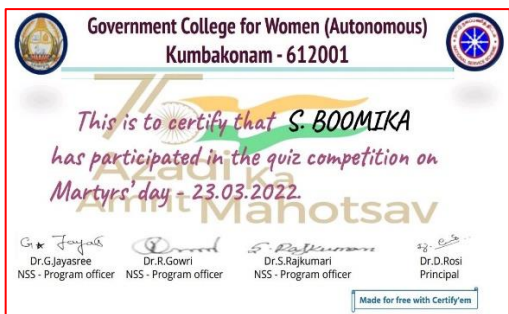 Government College for Women (Autonomous)
Kumbakonam - 612001
75
This is to certify that S. BOOMIKA
has participated in the quiz competition on
Azadi Ka
Martyrs' day - 23.03.2022.
Amrit Mahotsav
Dr.G.Jayasree Dr.R.Gowri Dr.S.Rajkumari Dr.D.Rosi
NSS - Program officer NSS - Program officer NSS - Program officer Principal
Made for free with Certify'em